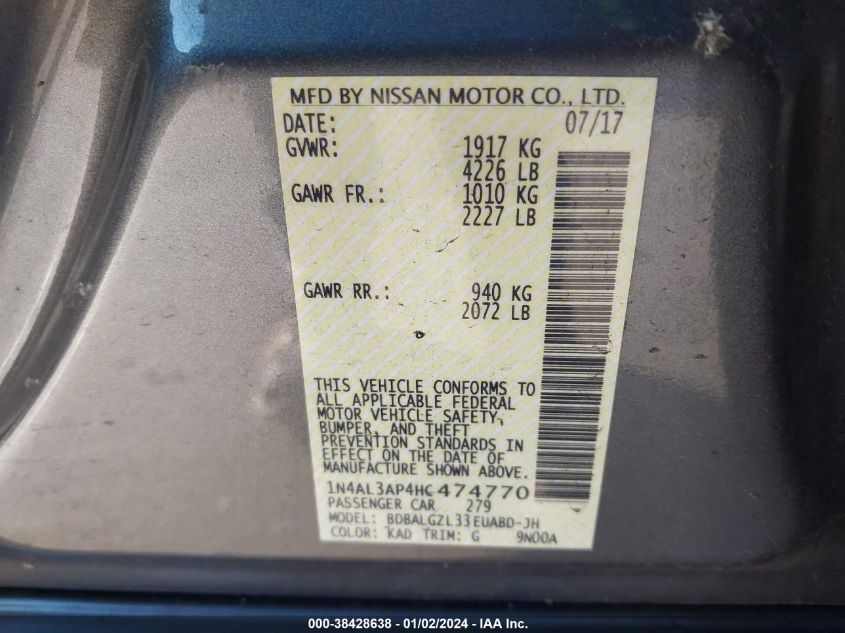 MFD BY NISSAN MOTOR CO., LTD.
DATE: 07/17
GVWR: 1917 KG
4226 LB
GAWR FR.: 1010 KG
2227 LB
GAWR RR.: 940 KG
2072 LB
THIS VEHICLE CONFORMS TO
ALL APPLICABLE FEDERAL
MOTOR VEHICLE SAFETY,
BUMPER, AND THEFT
PREVENTION STANDARDS IN
EFFECT ON THE DATE OF
MANUFACTURE SHOWN ABOVE.
1N4AL3AP4HC474770
PASSENGER CAR 279
MODEL: BDBALGZL33EUABD-JH
COLOR: KAD TRIM: G 9N00A
000-38428638 - 01/02/2024 - IAA Inc.